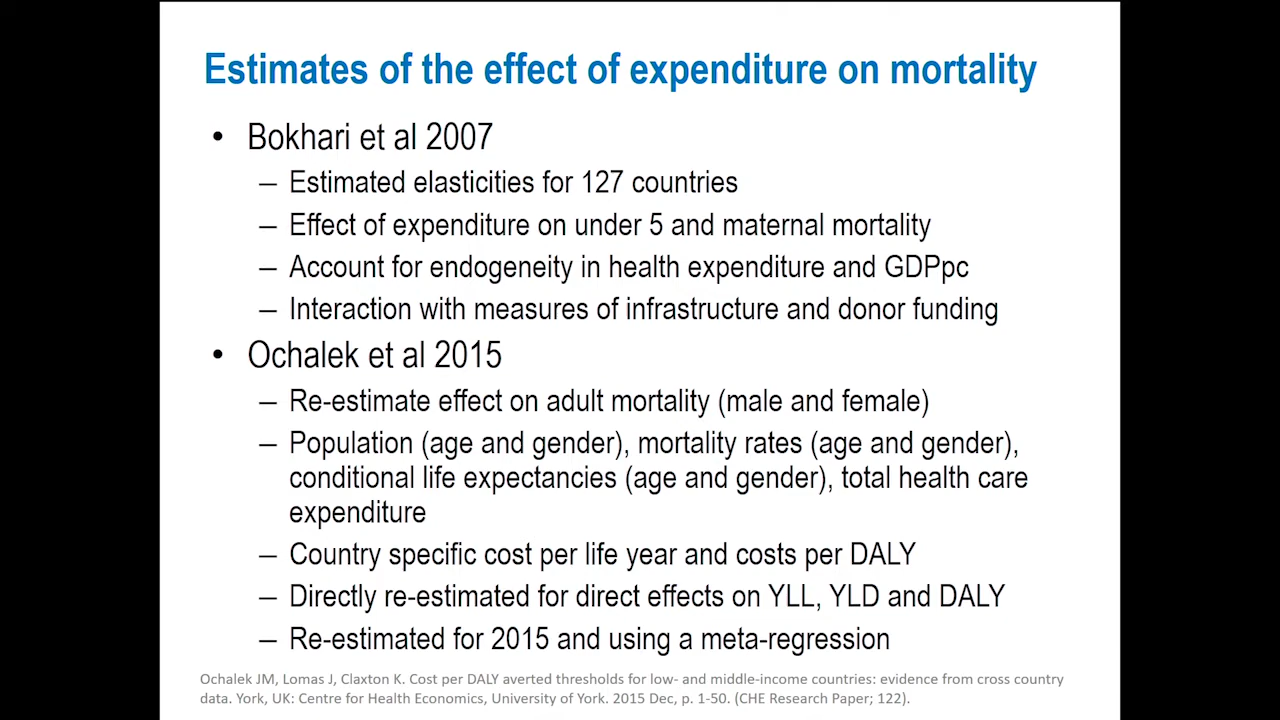 Estimates of the effect of expenditure on mortality
• Bokhari et al 2007
– Estimated elasticities for 127 countries
– Effect of expenditure on under 5 and maternal mortality
– Account for endogeneity in health expenditure and GDPpc
– Interaction with measures of infrastructure and donor funding
• Ochalek et al 2015
– Re-estimate effect on adult mortality (male and female)
– Population (age and gender), mortality rates (age and gender),
conditional life expectancies (age and gender), total health care
expenditure
– Country specific cost per life year and costs per DALY
– Directly re-estimated for direct effects on YLL, YLD and DALY
– Re-estimated for 2015 and using a meta-regression
Ochalek JM, Lomas J, Claxton K. Cost per DALY averted thresholds for low- and middle-income countries: evidence from cross country
data. York, UK: Centre for Health Economics, University of York. 2015 Dec, p. 1-50. (CHE Research Paper; 122).